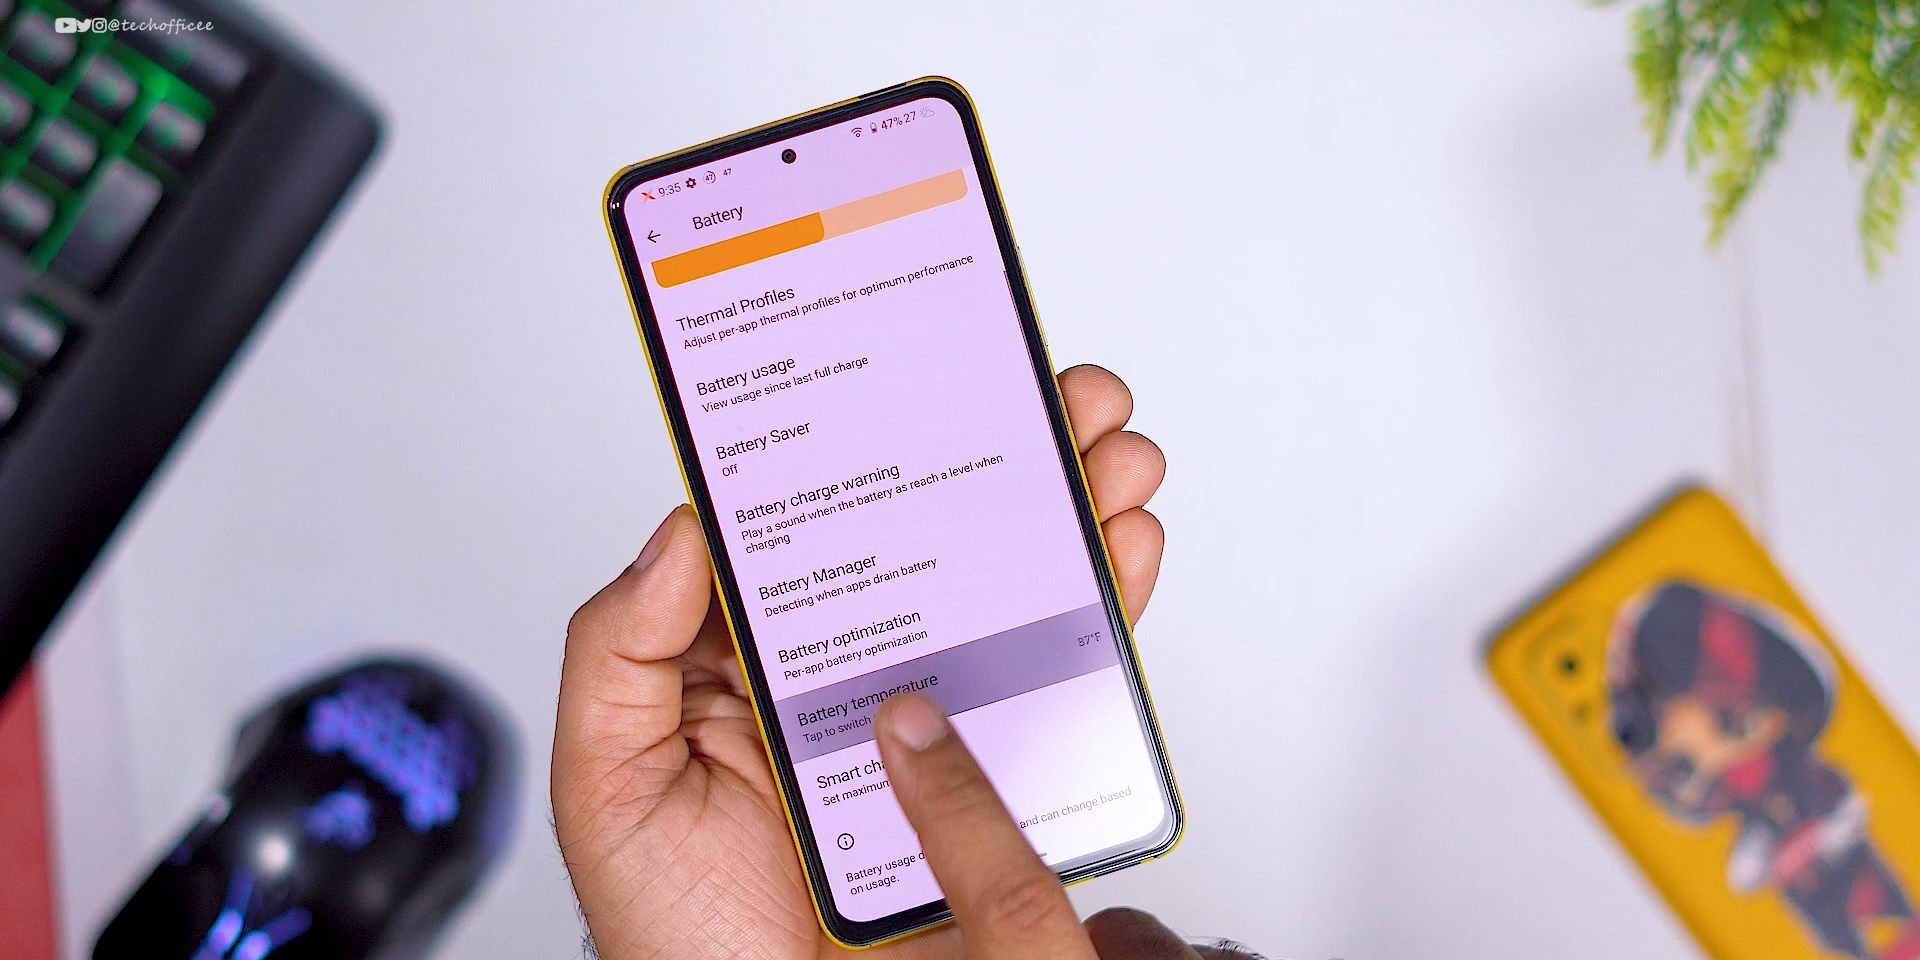 @techofficee
9:35 47 47
47% 27
Battery
Thermal Profiles
Adjust per-app thermal profiles for optimum performance
Battery usage
View usage since last full charge
Battery Saver
Off
Battery charge warning
Play a sound when the battery as reach a level when
charging
Battery Manager
Detecting when apps drain battery
Battery optimization
Per-app battery optimization
Battery temperature
87°F
Tap to switch
Smart
Set maximum
Battery usage
and can change based
on usage.